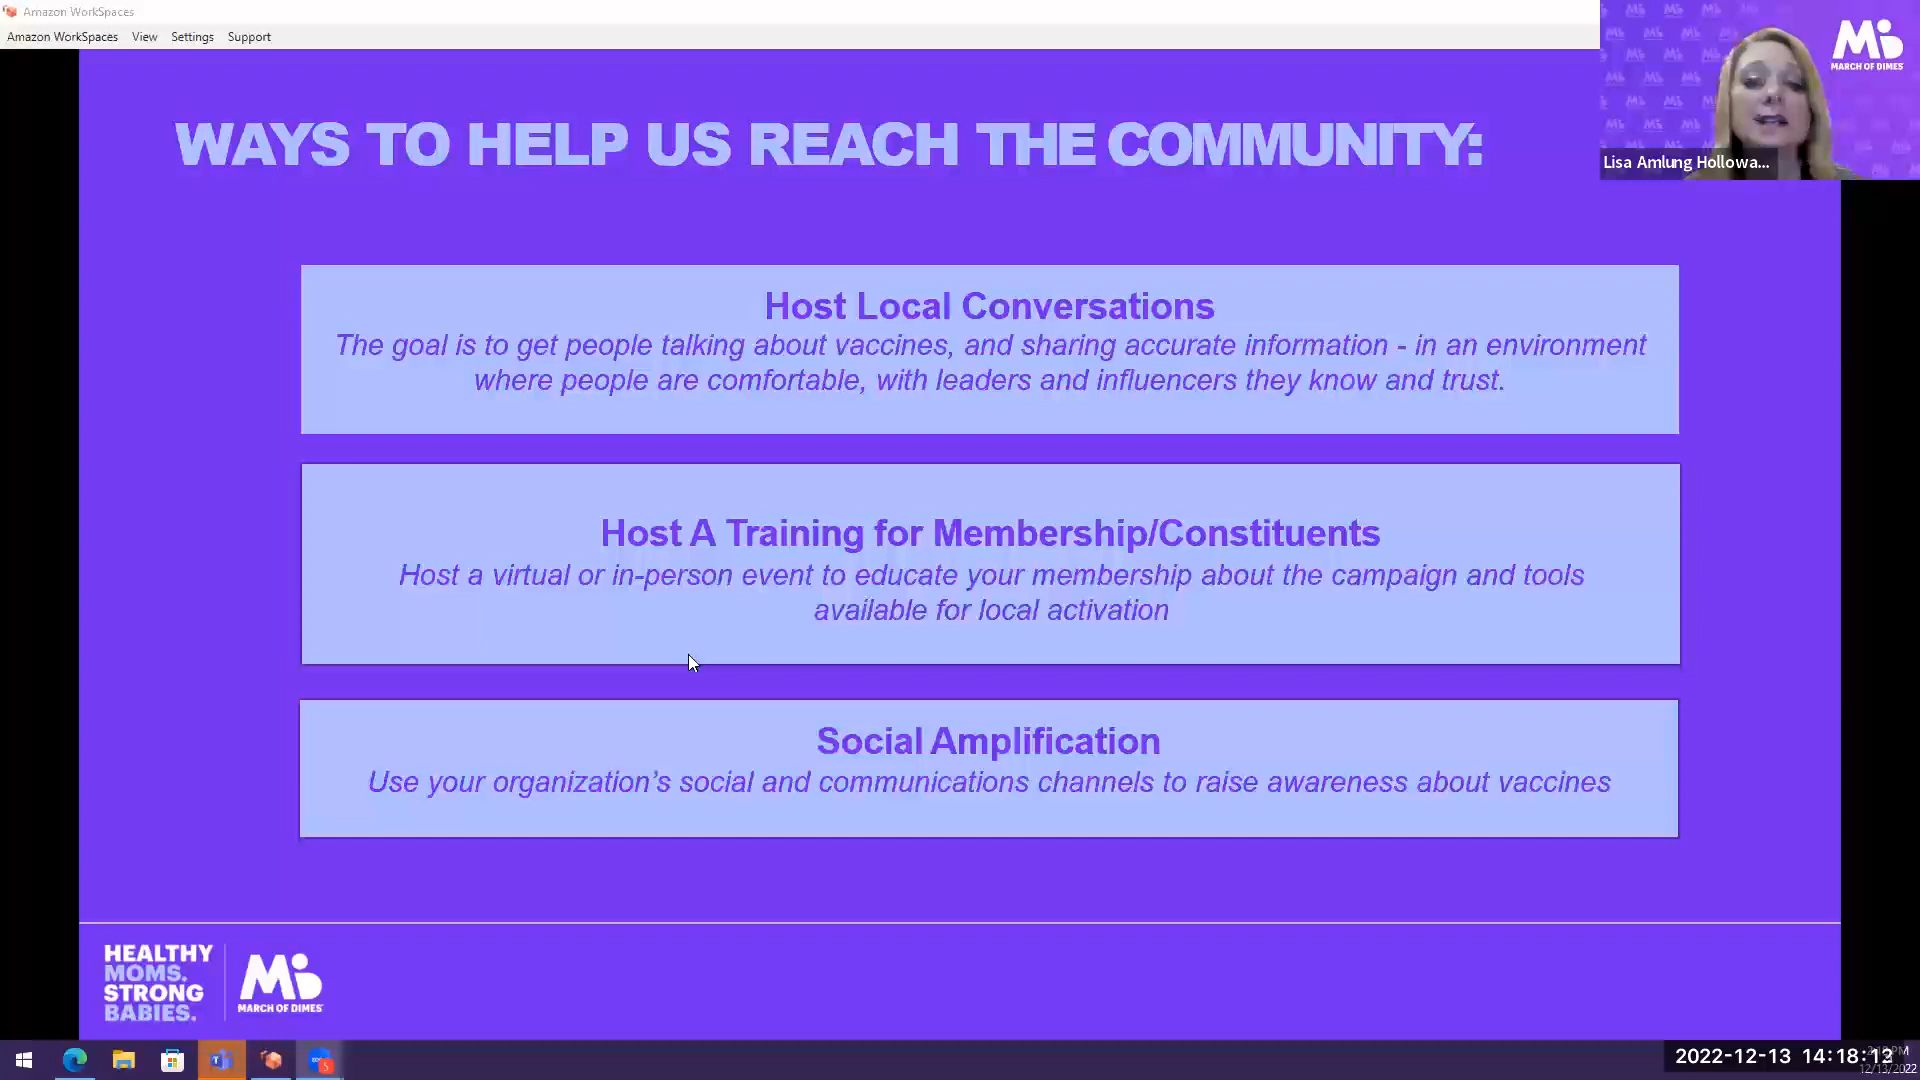 Amazon WorkSpaces
Amazon WorkSpaces View Settings Support
MARCH OF DIMES
Lisa Amlung Hollowa...
WAYS TO HELP US REACH THE COMMUNITY:
Host Local Conversations
The goal is to get people talking about vaccines, and sharing accurate information - in an environment
where people are comfortable, with leaders and influencers they know and trust.
Host A Training for Membership/Constituents
Host a virtual or in-person event to educate your membership about the campaign and tools
available for local activation
Social Amplification
Use your organization’s social and communications channels to raise awareness about vaccines
HEALTHY
MOMS.
STRONG
BABIES.
MARCH OF DIMES
2022-12-13 14:18:12
12/13/2022